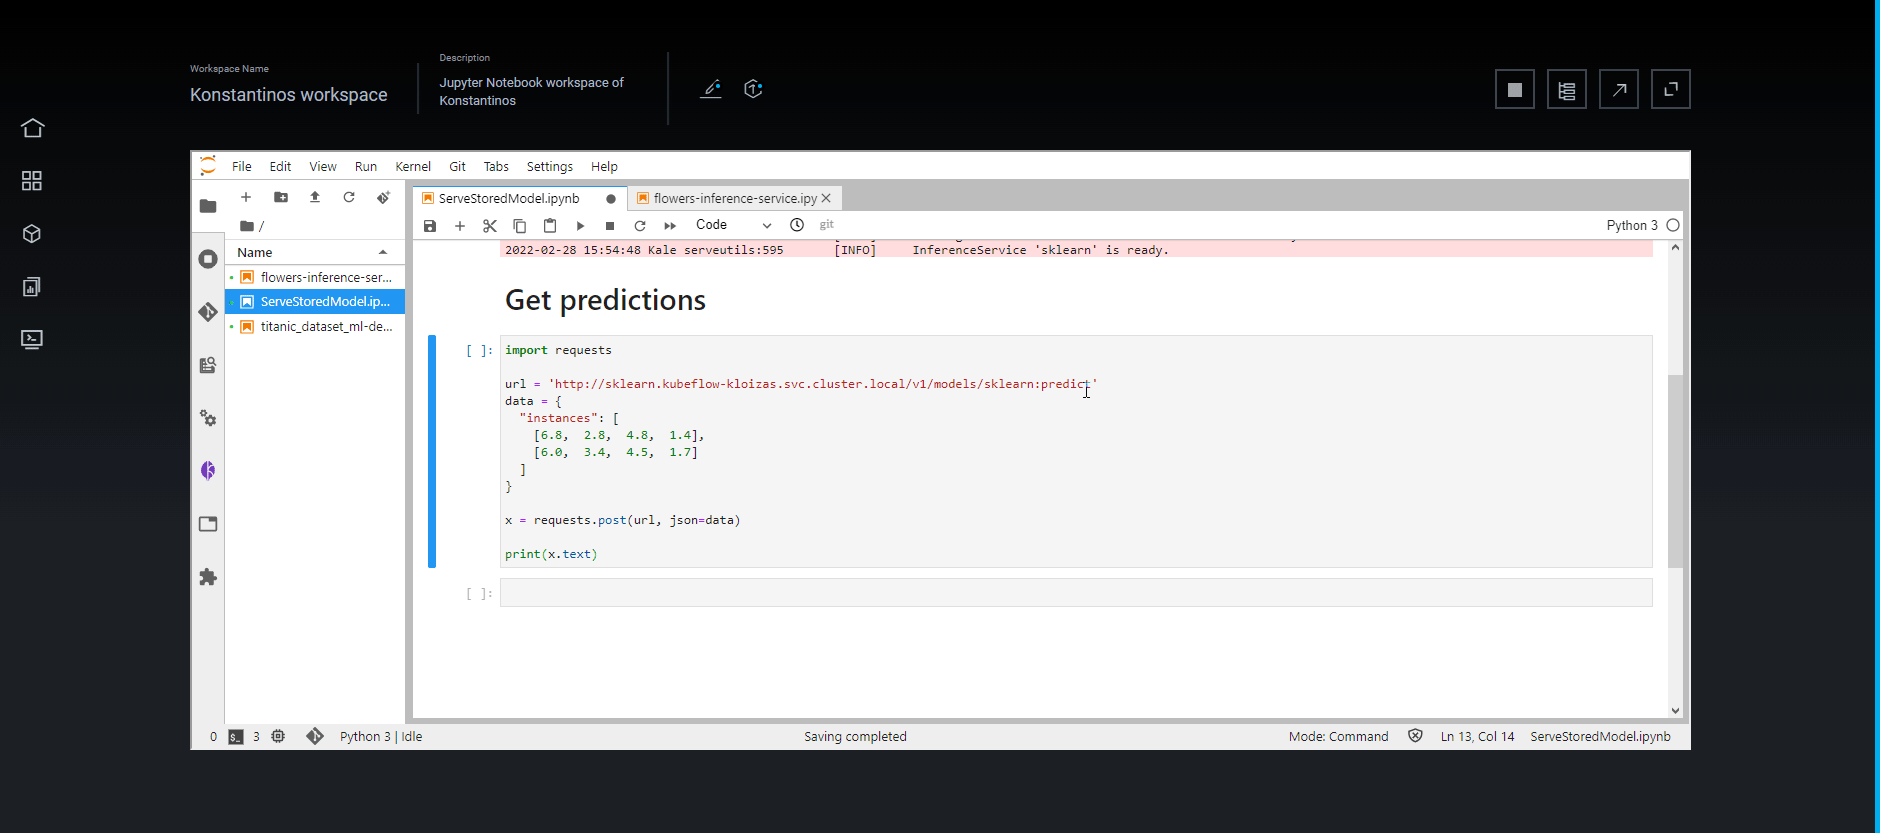 Workspace Name
Konstantinos workspace
Description
Jupyter Notebook workspace of
Konstantinos
File Edit View Run Kernel Git Tabs Settings Help
ServeStoredModel.ipynb
flowers-inference-service.ipy
Code
git
Python 3
/
Name
flowers-inference-ser...
ServeStoredModel.ip...
titanic_dataset_ml-de...
2022-02-28 15:54:48 Kale serveutils:595 [INFO] InferenceService 'sklearn' is ready.
Get predictions
[ ]:
import requests
url = 'http://sklearn.kubeflow-kloizas.svc.cluster.local/v1/models/sklearn:predict'
data = {
"instances": [
[6.8, 2.8, 4.8, 1.4],
[6.0, 3.4, 4.5, 1.7]
]
}
x = requests.post(url, json=data)
print(x.text)
[ ]:
0 $_ 3 Python 3 | Idle Saving completed Mode: Command Ln 13, Col 14 ServeStoredModel.ipynb